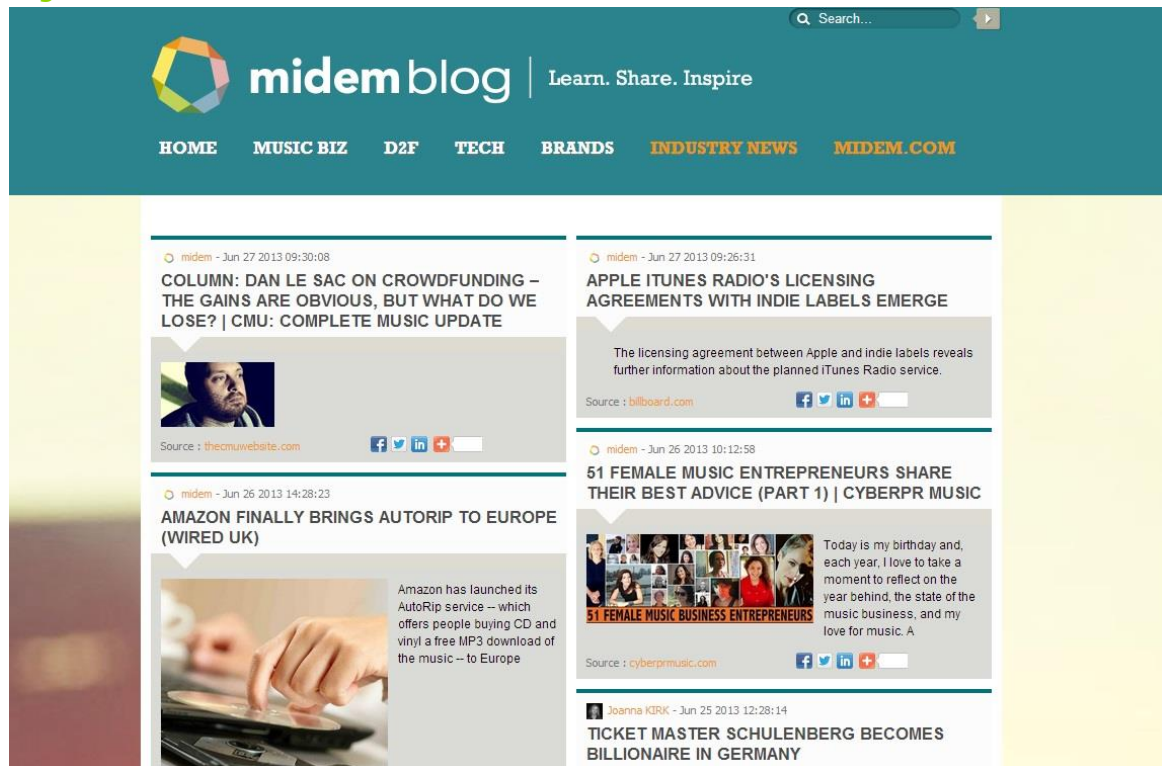 Search...
midemblog
Learn. Share. Inspire
HOME MUSIC BIZ D2F TECH BRANDS INDUSTRY NEWS MIDEM.COM
midem - Jun 27 2013 09:30:08
COLUMN: DAN LE SAC ON CROWDFUNDING –
THE GAINS ARE OBVIOUS, BUT WHAT DO WE
LOSE? | CMU: COMPLETE MUSIC UPDATE
Source : thecmuwebsite.com
midem - Jun 26 2013 14:28:23
AMAZON FINALLY BRINGS AUTORIP TO EUROPE
(WIRED UK)
Amazon has launched its
AutoRip service -- which
offers people buying CD and
vinyl a free MP3 download of
the music -- to Europe
midem - Jun 27 2013 09:26:31
APPLE ITUNES RADIO'S LICENSING
AGREEMENTS WITH INDIE LABELS EMERGE
The licensing agreement between Apple and indie labels reveals
further information about the planned iTunes Radio service.
Source : billboard.com
midem - Jun 26 2013 10:12:58
51 FEMALE MUSIC ENTREPRENEURS SHARE
THEIR BEST ADVICE (PART 1) | CYBERPR MUSIC
51 FEMALE MUSIC BUSINESS ENTREPRENEURS
Today is my birthday and,
each year, I love to take a
moment to reflect on the
year behind, the state of the
music business, and my
love for music. A
Source : cyberprmusic.com
Joanna KIRK - Jun 25 2013 12:28:14
TICKET MASTER SCHULENBERG BECOMES
BILLIONAIRE IN GERMANY